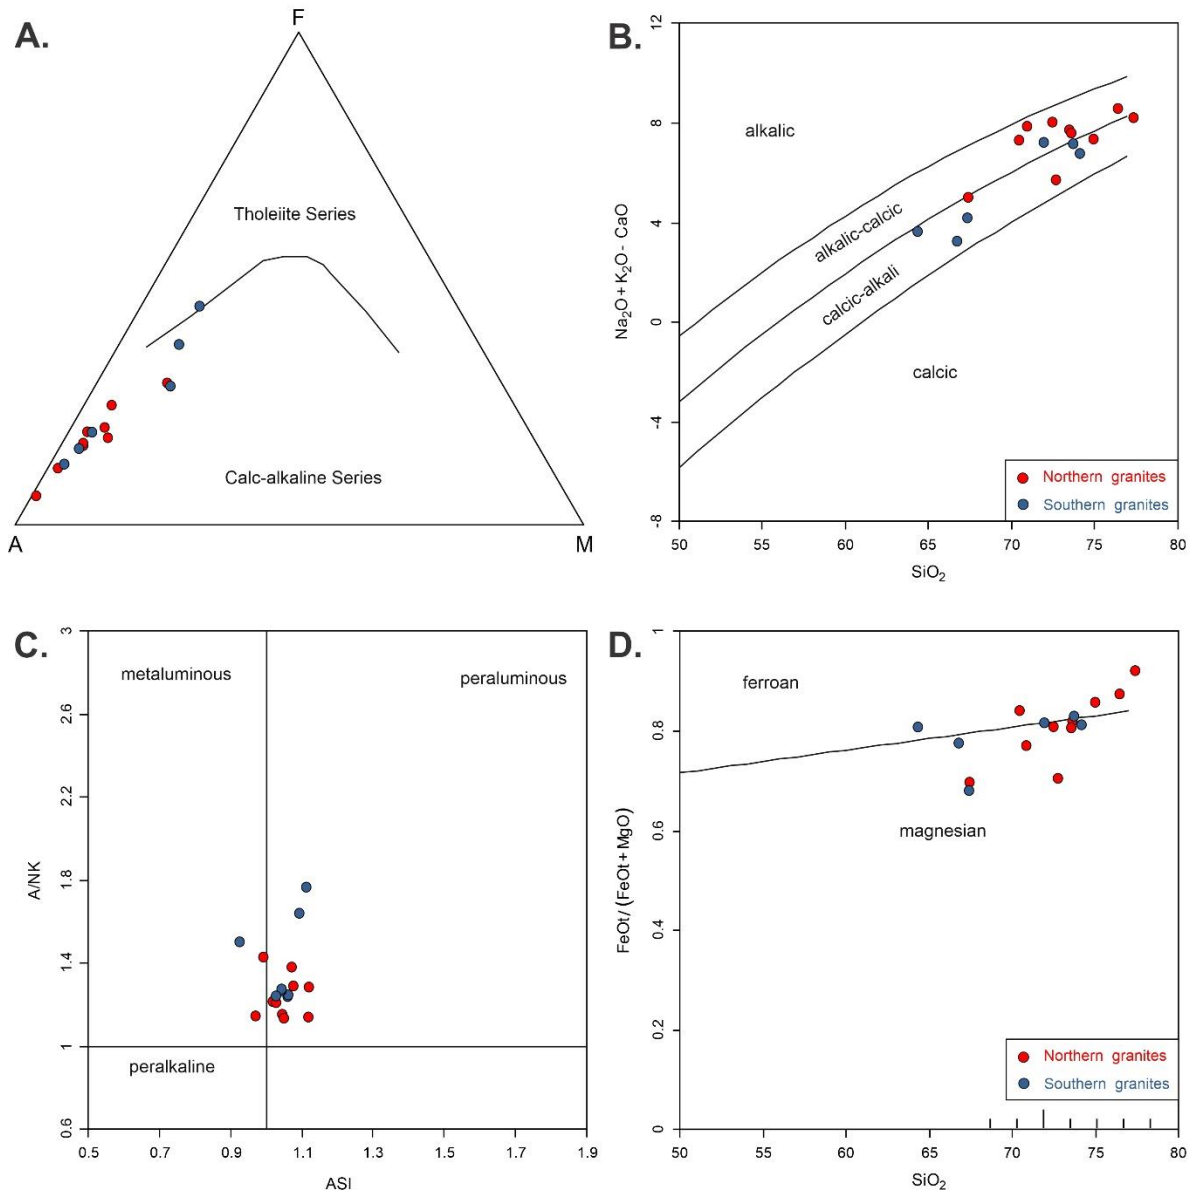 A.
F
Tholeiite Series
Calc-alkaline Series
A
M
B.
12
8
4
0
-4
-8
Na₂O + K₂O - CaO
alkalic
alkalic-calcic
calcic-alkali
calcic
Northern granites
Southern granites
50 55 60 65 70 75 80
SiO₂
C.
3
2.6
2.2
1.8
1.4
1
0.6
A/NK
metaluminous
peraluminous
peralkaline
0.5 0.7 0.9 1.1 1.3 1.5 1.7 1.9
ASI
D.
1
0.8
0.6
0.4
0.2
0
FeOt / (FeOt + MgO)
ferroan
magnesian
Northern granites
Southern granites
50 55 60 65 70 75 80
SiO₂